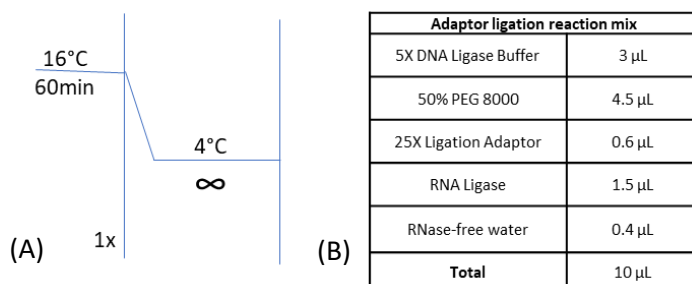 16°C
60min
4°C
∞
1x
(A)
(B)
Adaptor ligation reaction mix
5X DNA Ligase Buffer 3 µL
50% PEG 8000 4.5 µL
25X Ligation Adaptor 0.6 µL
RNA Ligase 1.5 µL
RNase-free water 0.4 µL
Total 10 µL